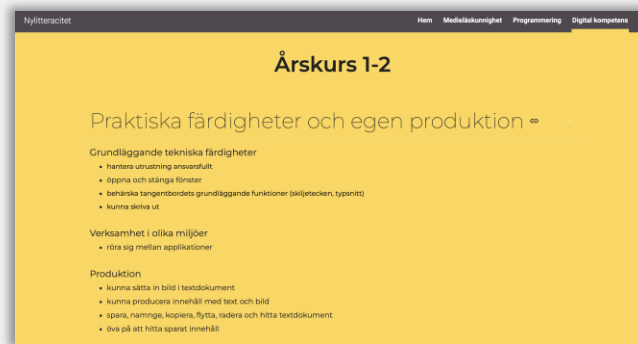 Nylitteracitet
Hem Medieläskunnighet Programmering Digital kompetens
Årskurs 1-2
Praktiska färdigheter och egen produktion
Grundläggande tekniska färdigheter
• hantera utrustning ansvarsfullt
• öppna och stänga fönster
• behärska tangentbordets grundläggande funktioner (skiljetecken, typsnitt)
• kunna skriva ut
Verksamhet i olika miljöer
• röra sig mellan applikationer
Produktion
• kunna sätta in bild i textdokument
• kunna producera innehåll med text och bild
• spara, namnge, kopiera, flytta, radera och hitta textdokument
• öva på att hitta sparat innehåll